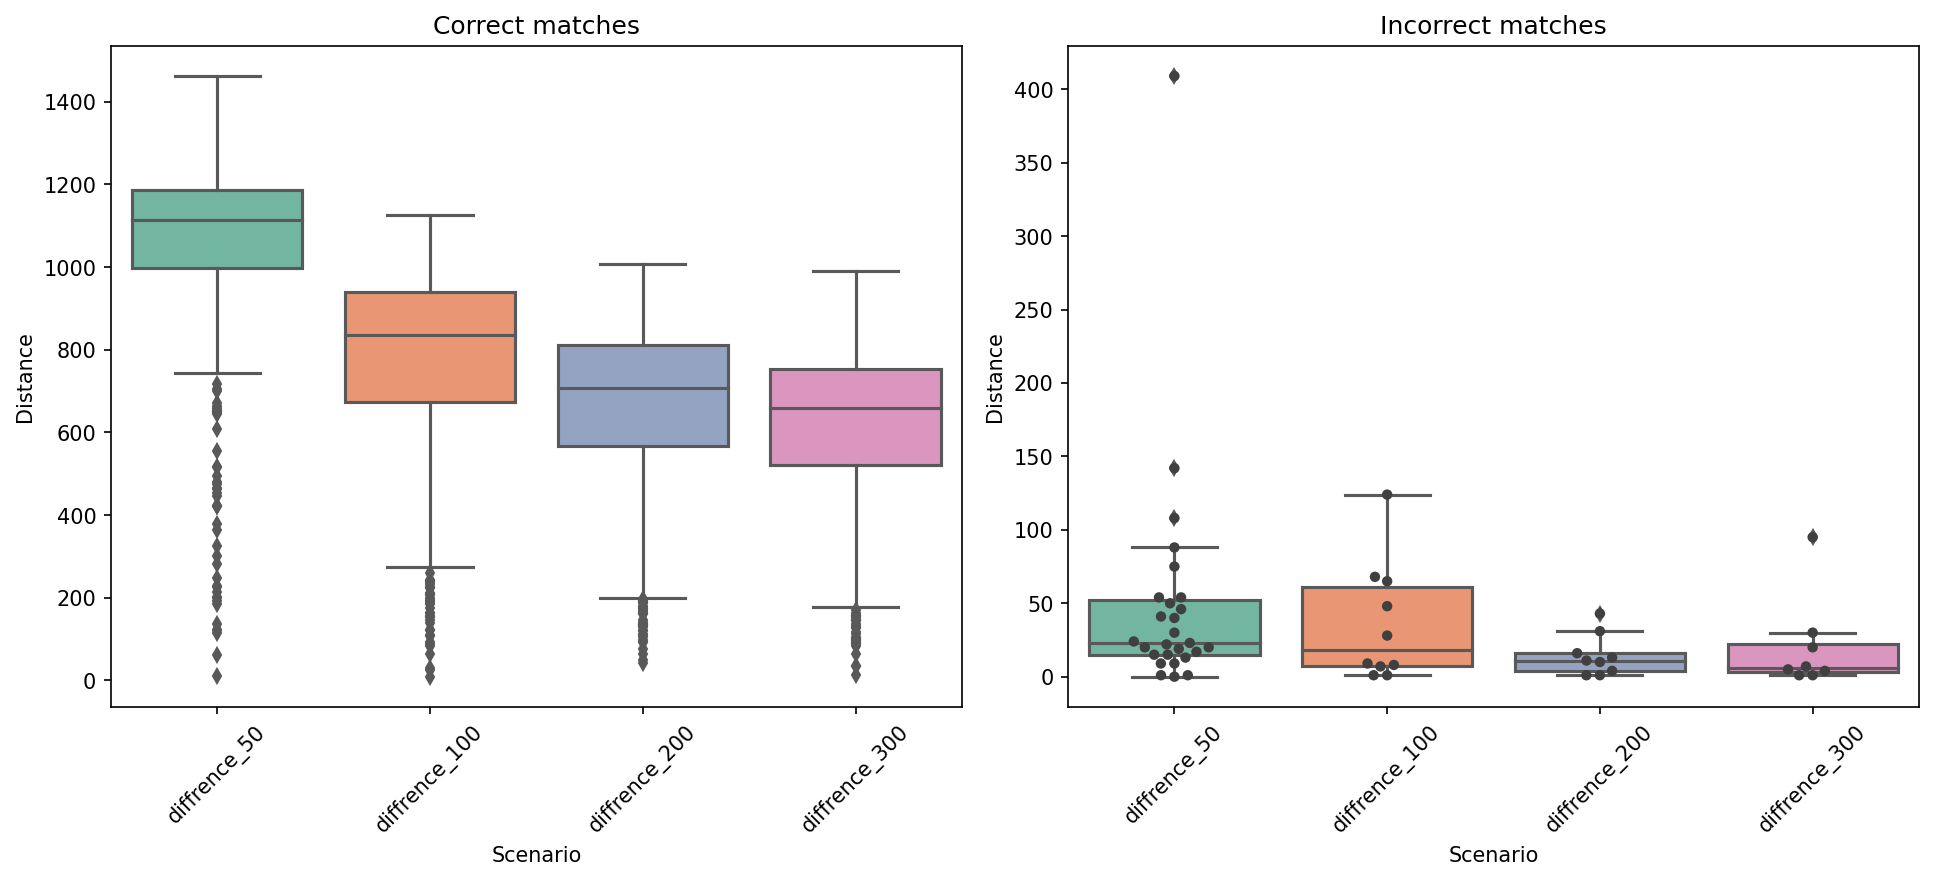 Correct matches
Distance
1400
1200
1000
800
600
400
200
0
diffrence_50
diffrence_100
diffrence_200
diffrence_300
Scenario
Incorrect matches
Distance
400
350
300
250
200
150
100
50
0
diffrence_50
diffrence_100
diffrence_200
diffrence_300
Scenario